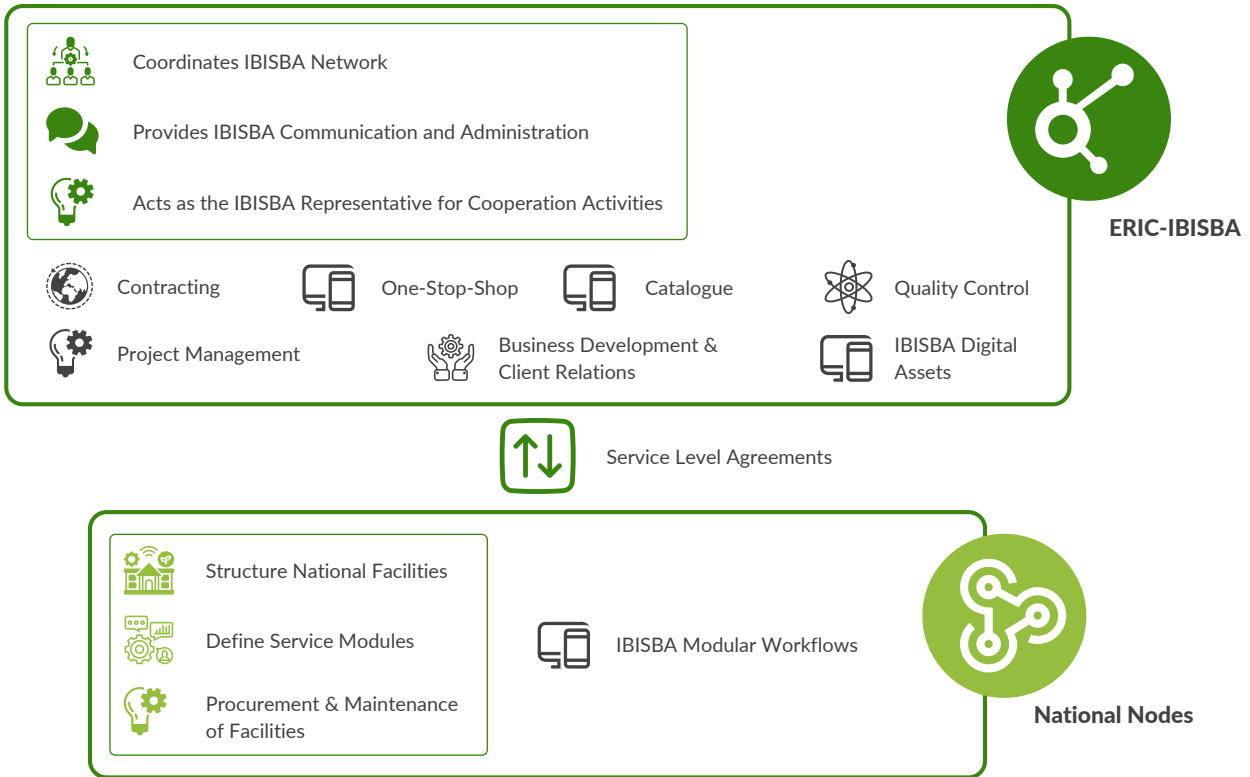 Coordinates IBISBA Network
Provides IBISBA Communication and Administration
Acts as the IBISBA Representative for Cooperation Activities
ERIC-IBISBA
Contracting
One-Stop-Shop
Catalogue
Quality Control
Project Management
Business Development &
Client Relations
IBISBA Digital
Assets
Service Level Agreements
Structure National Facilities
Define Service Modules
Procurement & Maintenance
of Facilities
IBISBA Modular Workflows
National Nodes